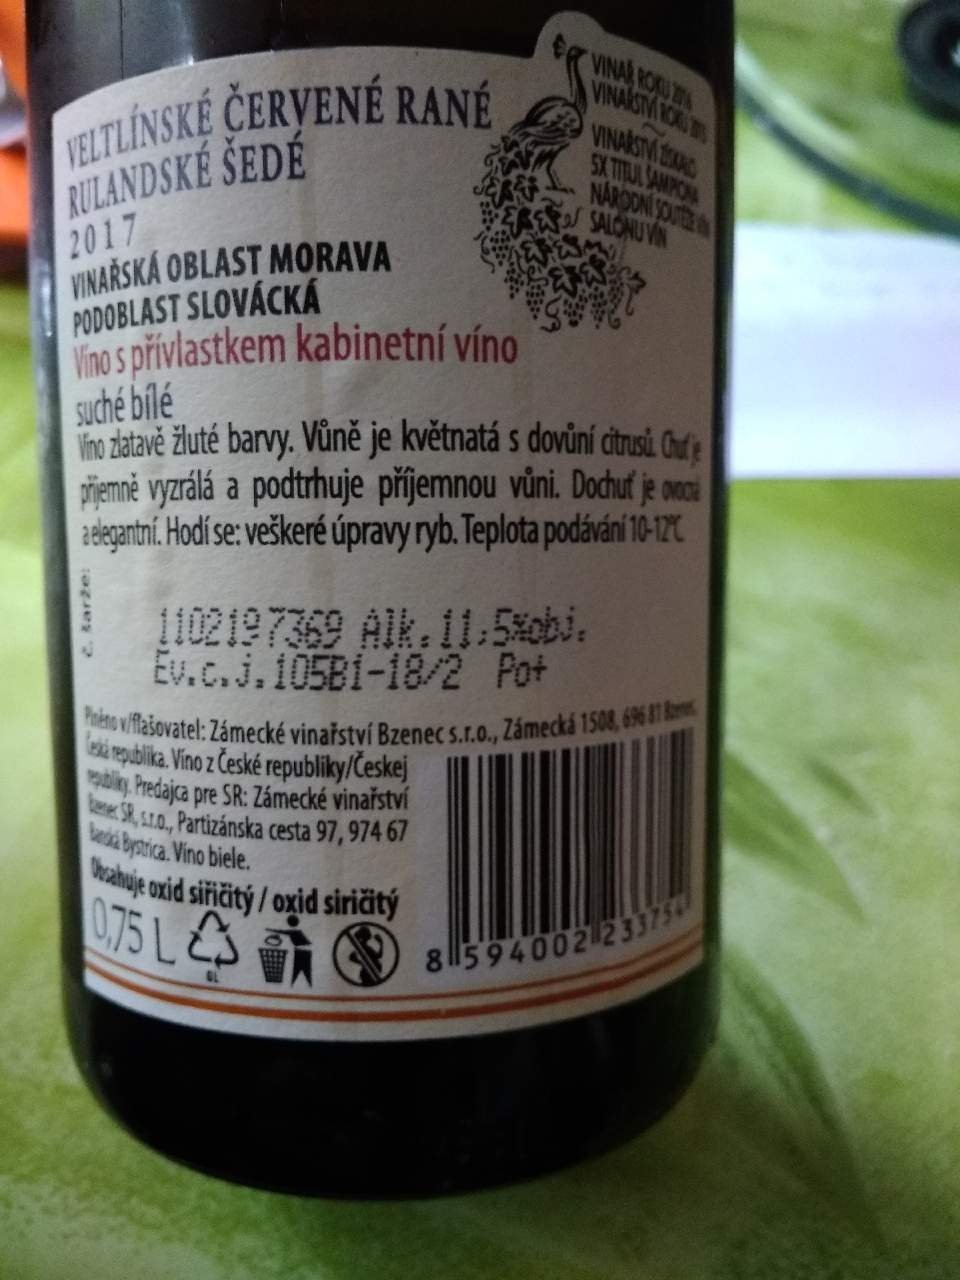 VELTLÍNSKÉ ČERVENÉ RANÉ
RULANDSKÉ ŠEDÉ
2017
VINAŘSKÁ OBLAST MORAVA
PODOBLAST SLOVÁCKÁ
Víno s přívlastkem kabinetní víno
suché bílé
Víno zlatavě žluté barvy. Vůně je květnatá s dovůní citrusů. Chuť je
příjemně vyzrálá a podtrhuje příjemnou vůni. Dochuť je ovocná
a elegantní. Hodí se: veškeré úpravy ryb. Teplota podávání 10-12°C
VINAŘ ROKU 2016
VINAŘSTVÍ ROKU 2015
VINAŘSTVÍ ZÍSKALO
5X TITUL ŠAMPIONA
NÁRODNÍ SOUTĚŽE VÍN
SALONU VÍN
č. šarže:
1102197369 Alk.11,5%obj.
Ev.c.j.105B1-18/2 Pot
Plněno v/flašovatel: Zámecké vinařství Bzenec s.r.o., Zámecká 1508, 696 81 Bzenec,
Česká republika. Víno z České republiky/Českej
republiky. Predajca pre SR: Zámecké vinařství
Bzenec SR, s.r.o., Partizánska cesta 97, 974 67
Banská Bystrica. Víno biele.
Obsahuje oxid siřičitý / oxid siričitý
0,75 L
GL
8 594002 233754